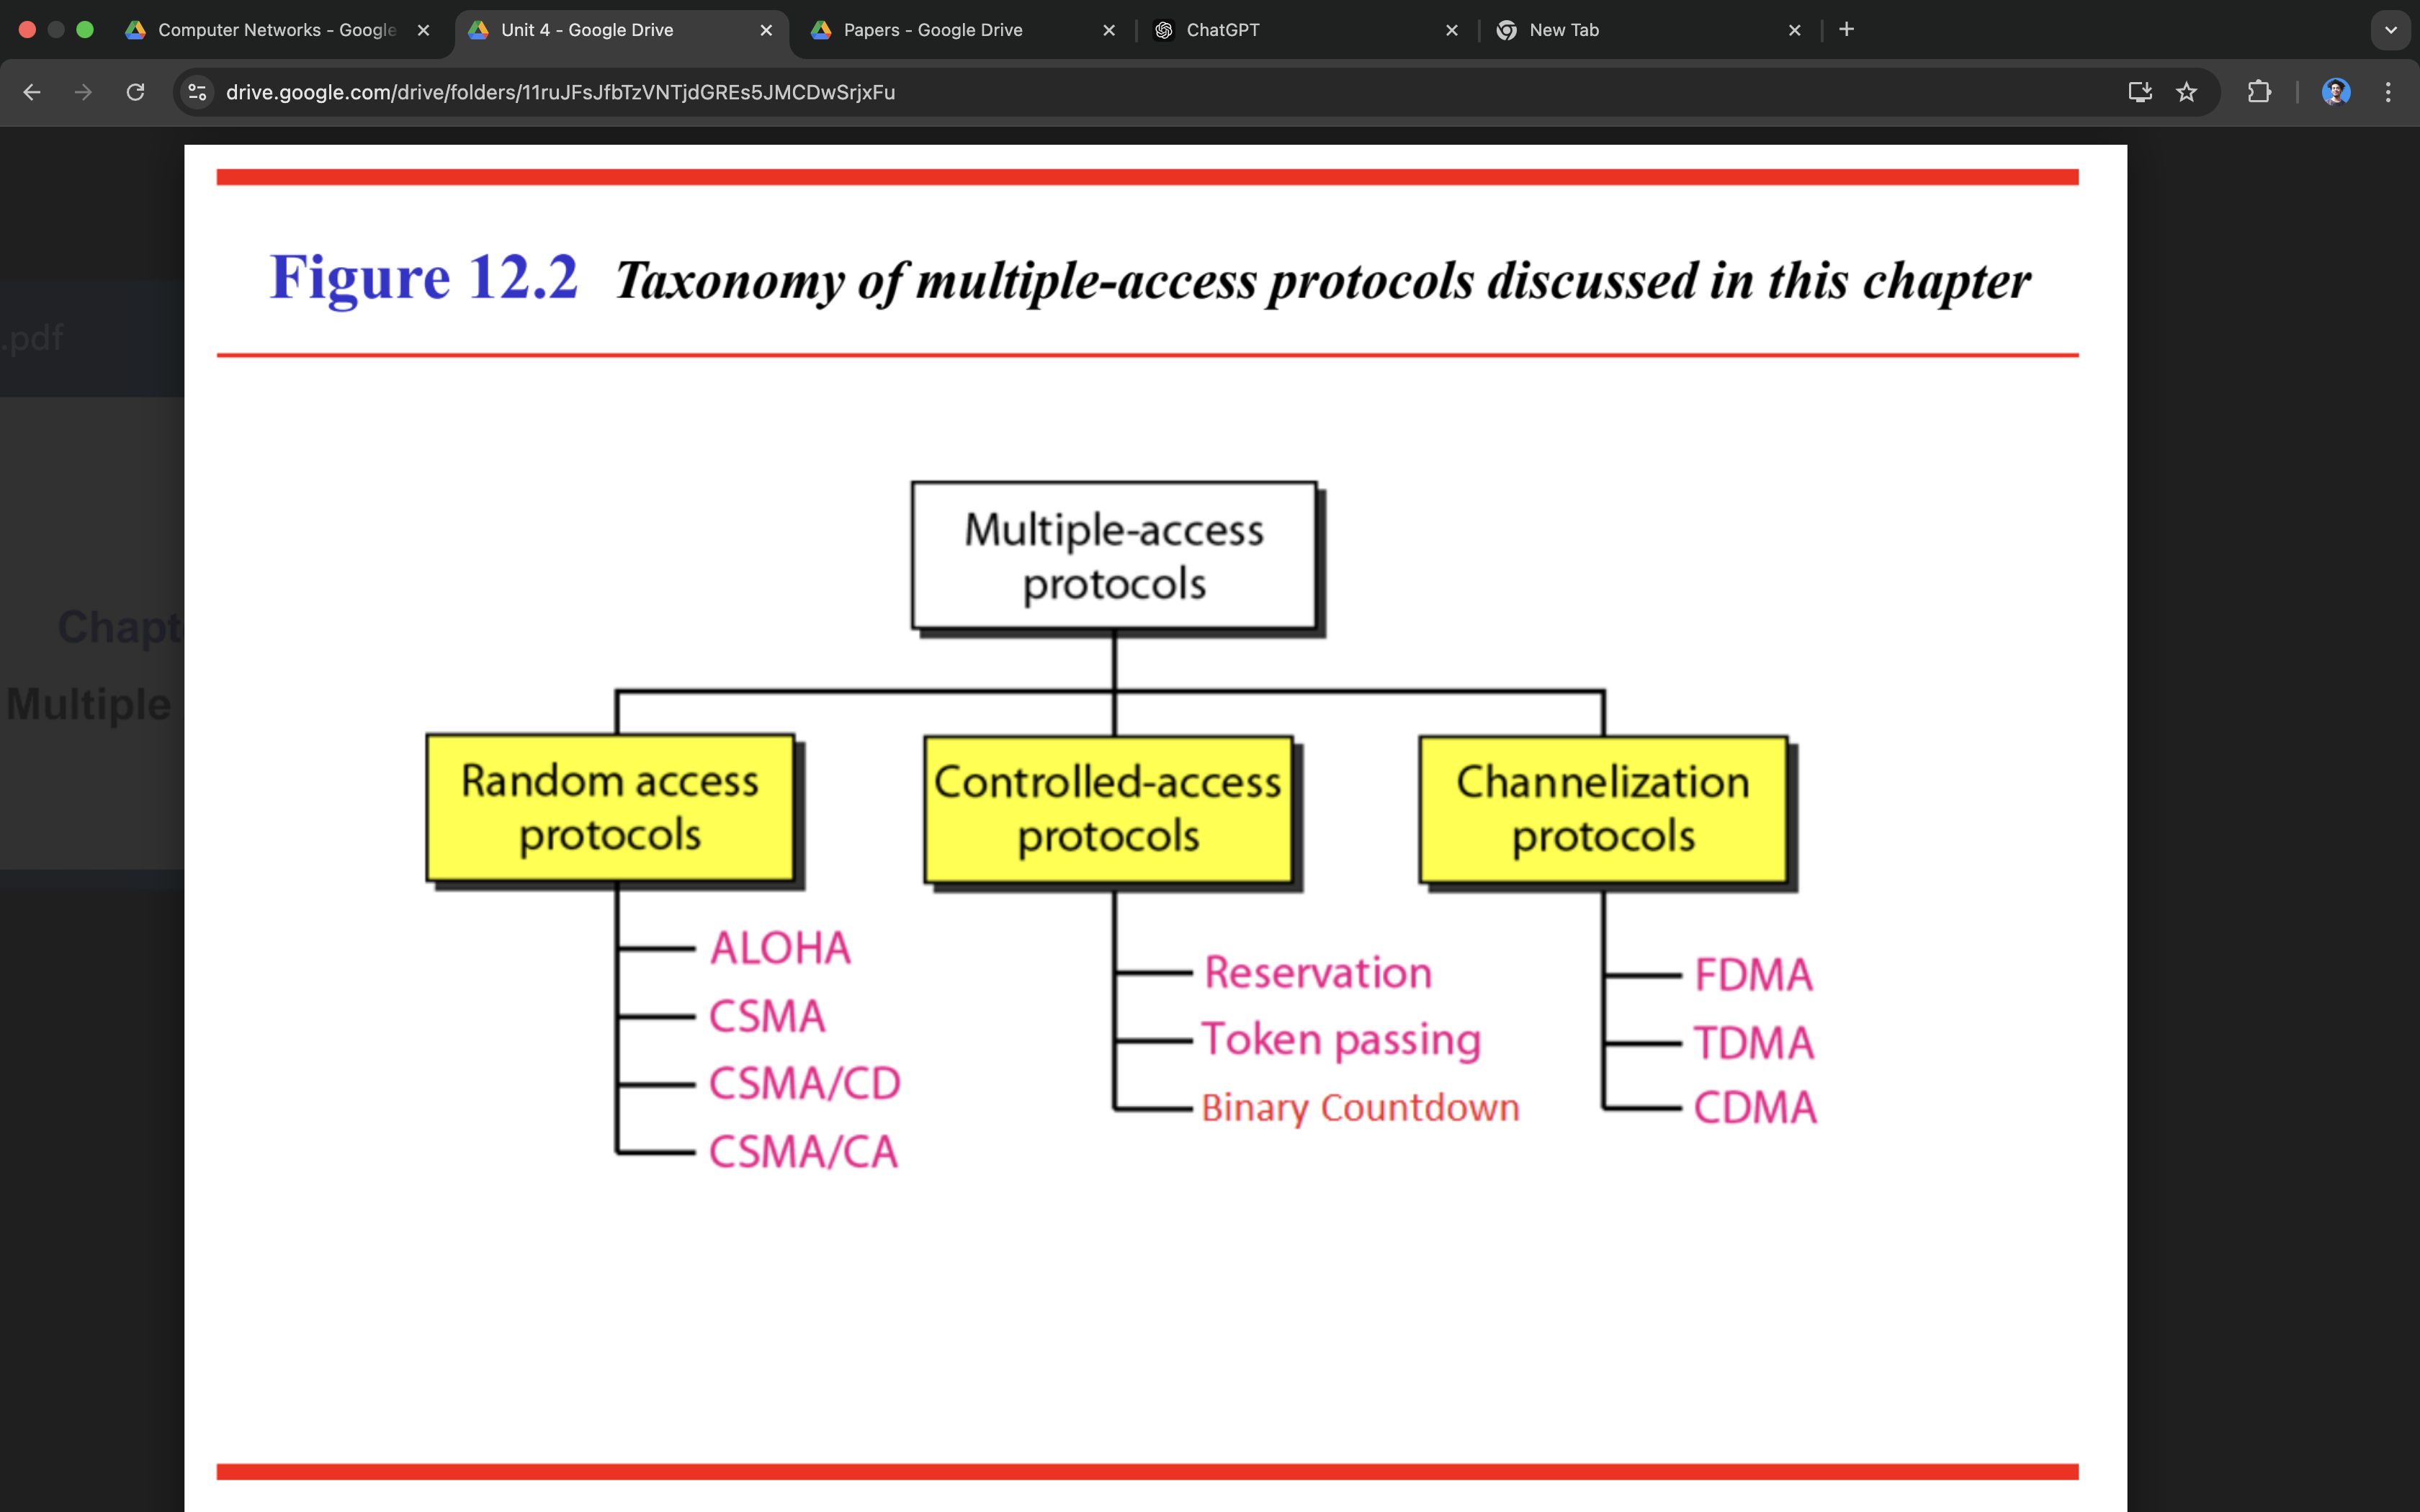 Computer Networks - Google
Unit 4 - Google Drive
Papers - Google Drive
ChatGPT
New Tab
drive.google.com/drive/folders/11ruJFsJfbTzVNTjdGREs5JMCDwSrjxFu
.pdf
Chapt
Multiple
Figure 12.2 Taxonomy of multiple-access protocols discussed in this chapter
Multiple-access
protocols
Random access
protocols
ALOHA
CSMA
CSMA/CD
CSMA/CA
Controlled-access
protocols
Reservation
Token passing
Binary Countdown
Channelization
protocols
FDMA
TDMA
CDMA